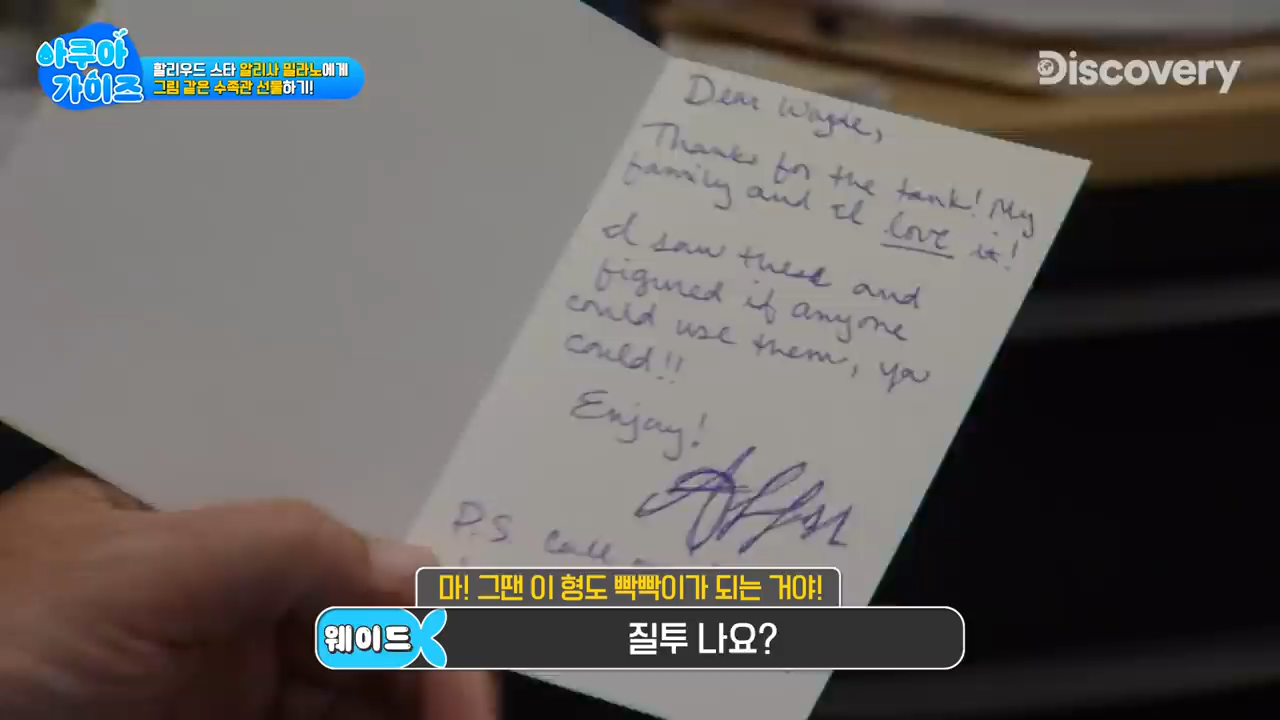 아쿠아
가이즈
할리우드 스타 알리사 밀라노에게
그림 같은 수족관 선물하기!
Discovery
Dear Wayde,
Thanks for the tank! My
family and I love it!
I saw these and
figured if anyone
could use them, you
could!!
Enjoy!
P.S. Call
마! 그땐 이 형도 빡빡이가 되는 거야!
웨이드
질투 나요?